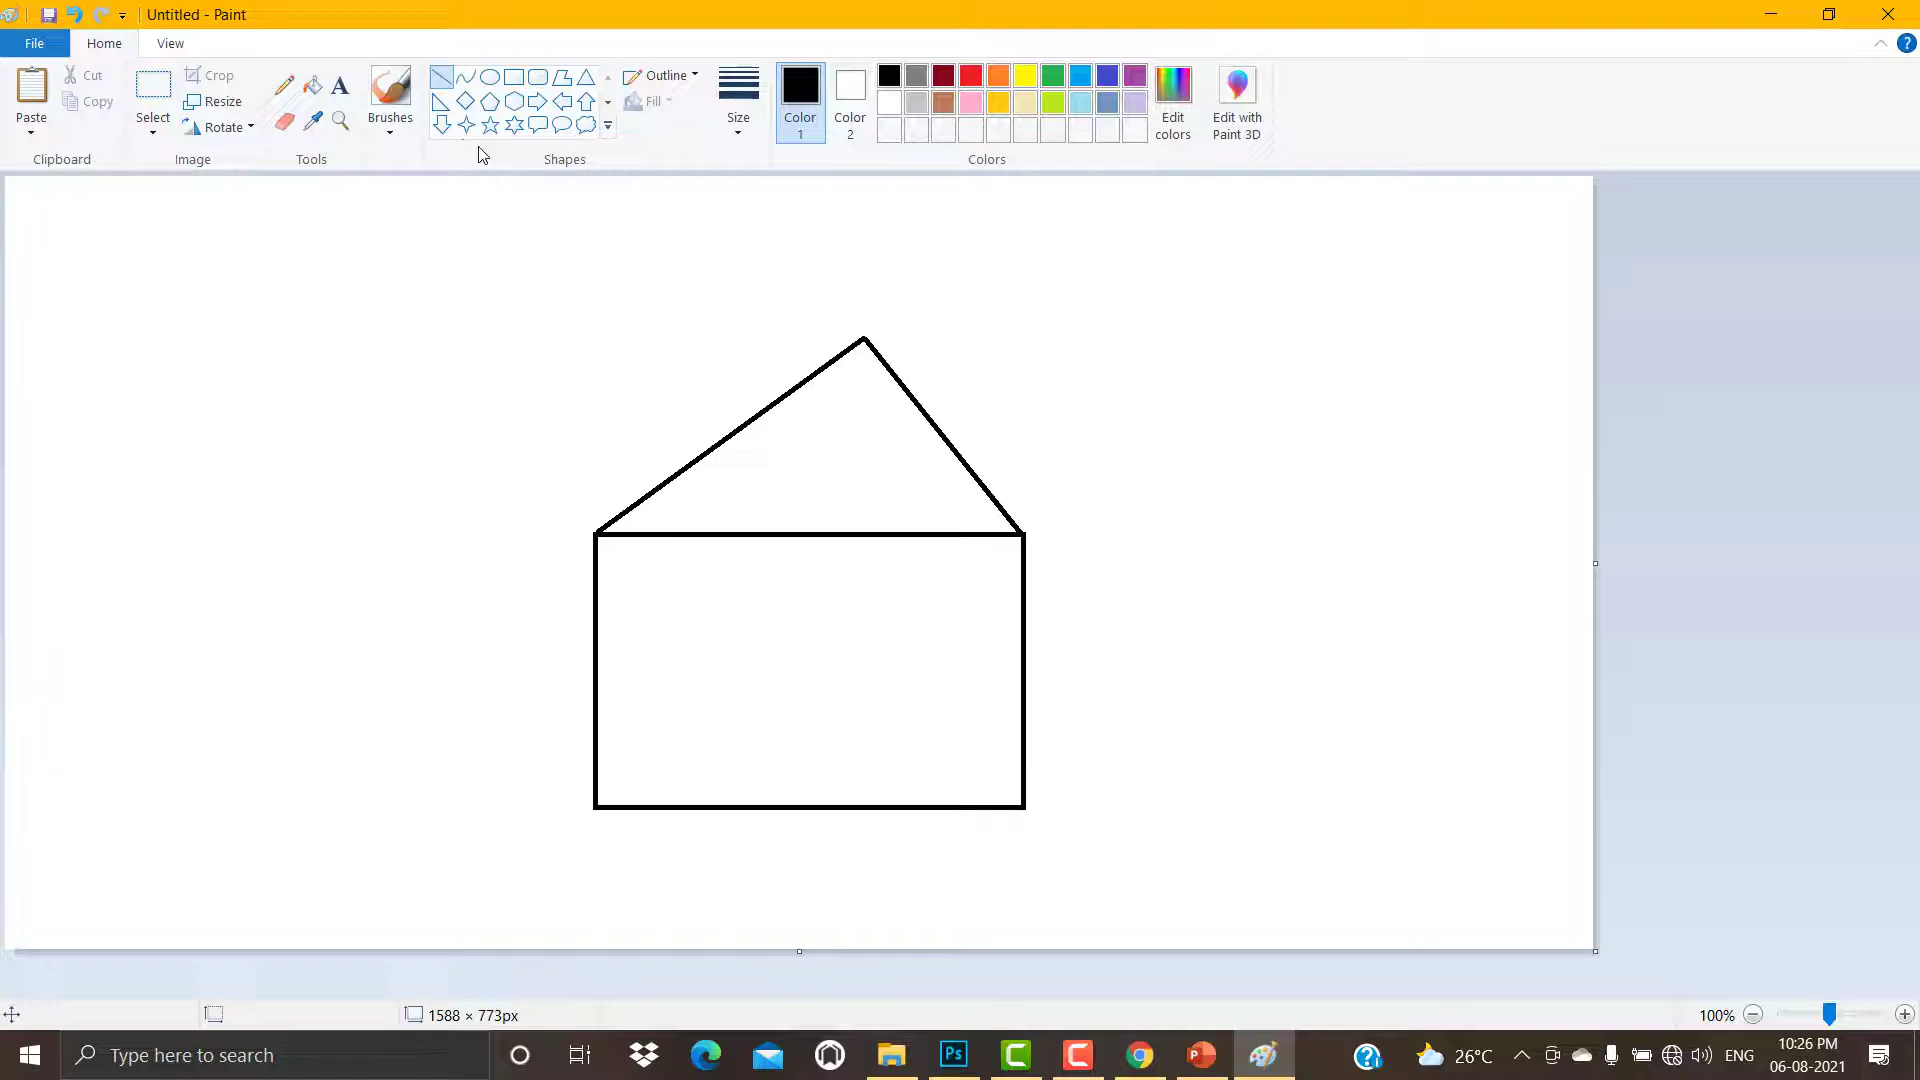 Untitled - Paint
File Home View
Paste
Cut
Copy
Clipboard
Select
Crop
Resize
Rotate
Image
A
Tools
Brushes
Shapes
Outline
Fill
Size
Color 1
Color 2
Colors
Edit colors
Edit with Paint 3D
1588 × 773px
100%
Type here to search
Ps
26°C
ENG
10:26 PM
06-08-2021